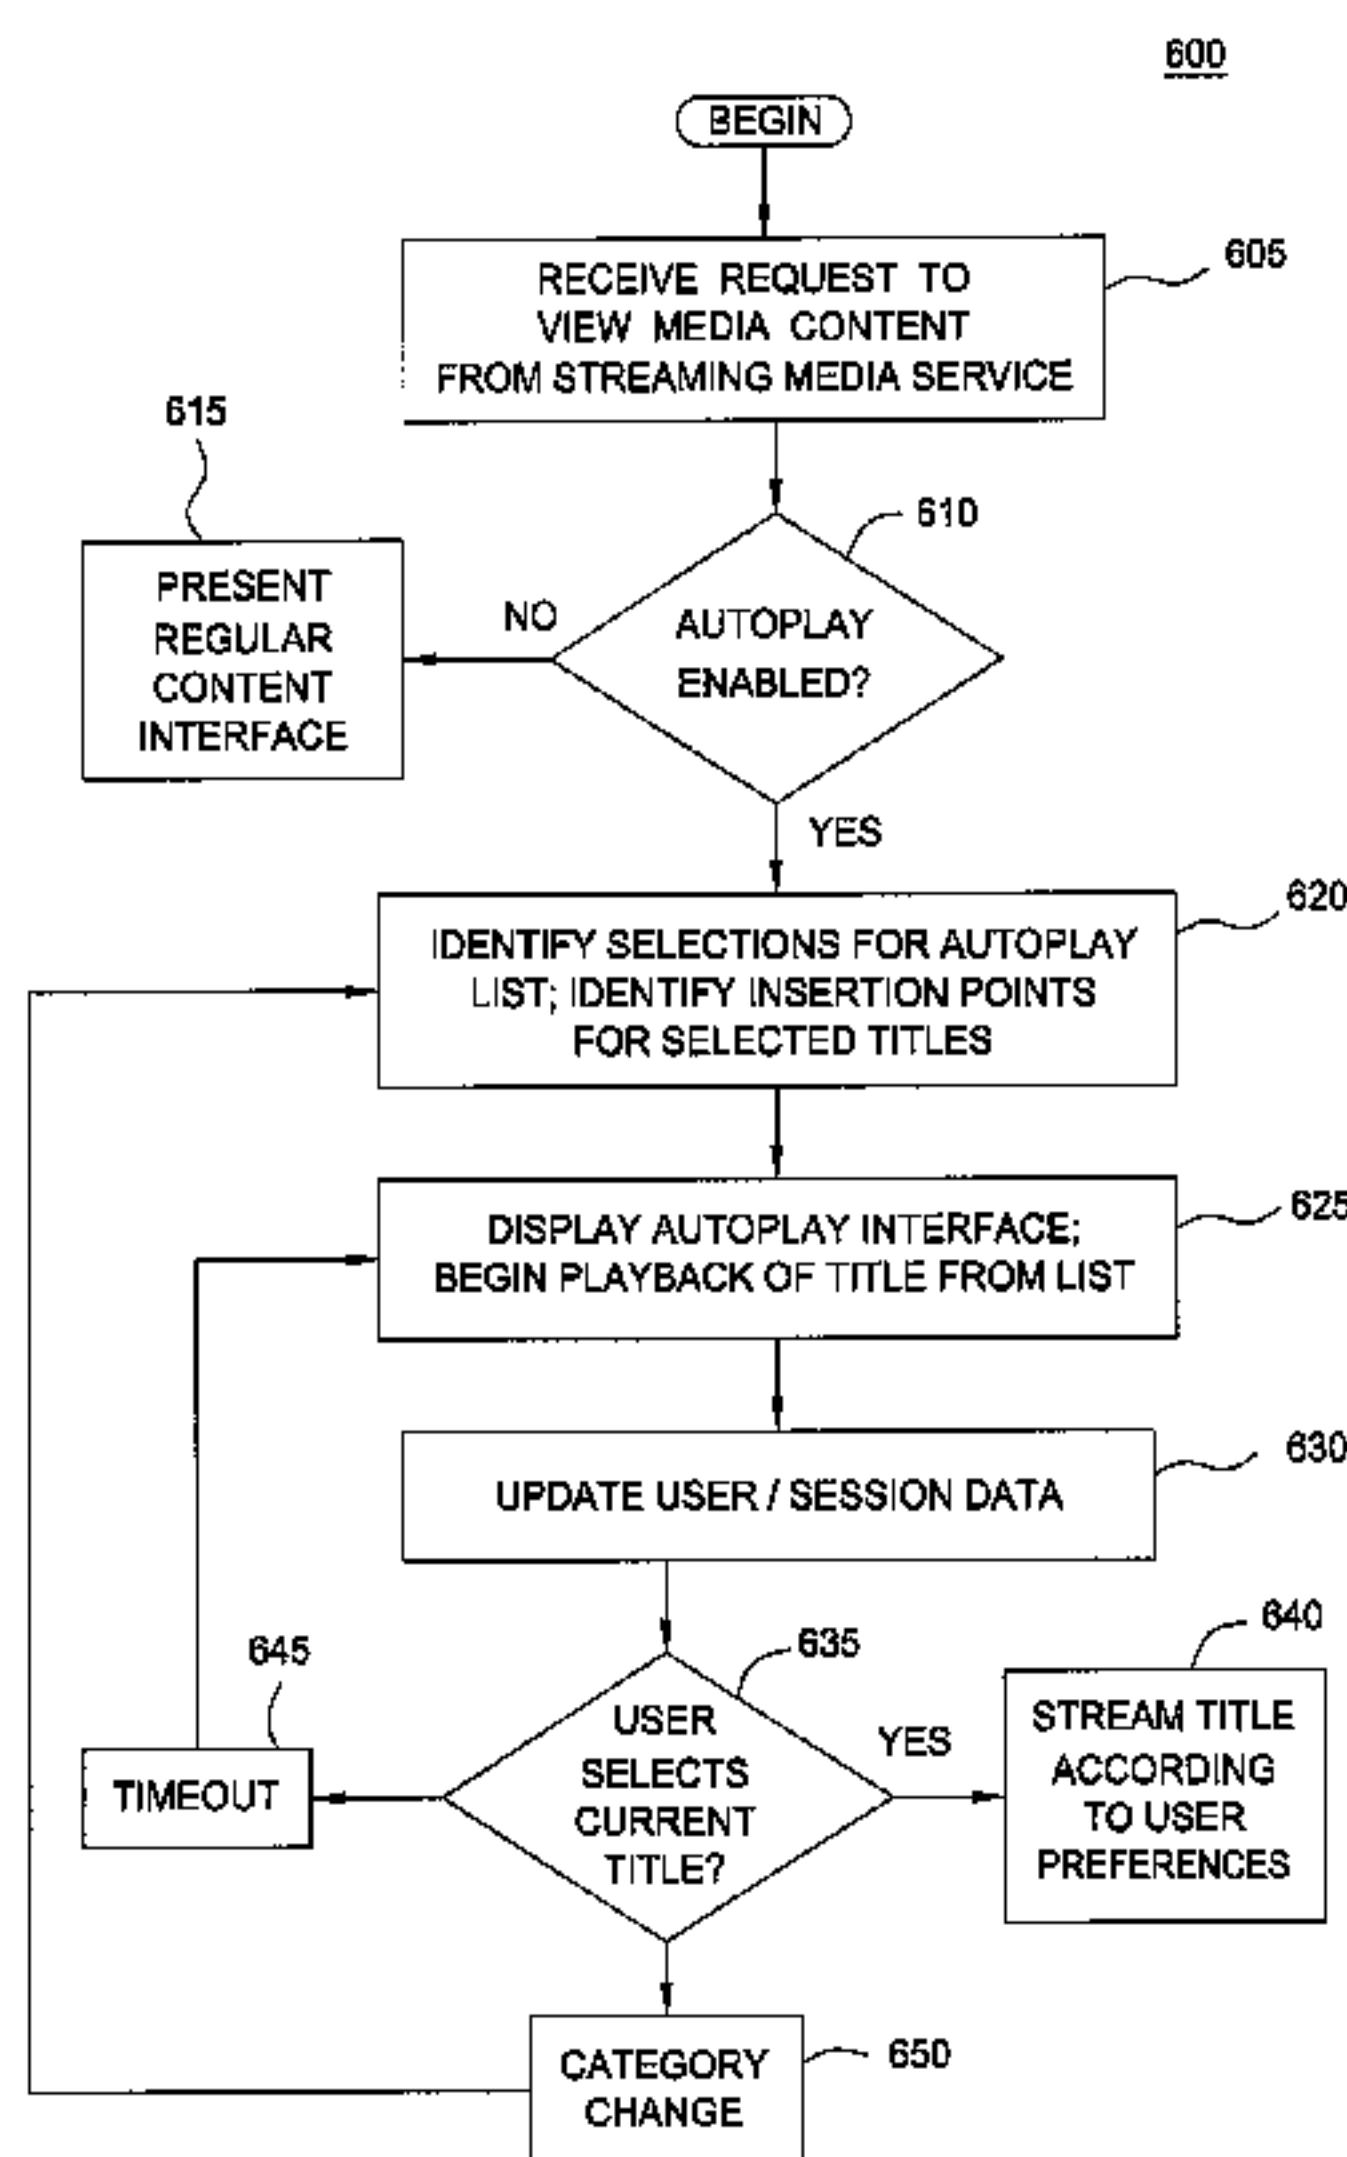 600
BEGIN
RECEIVE REQUEST TO
VIEW MEDIA CONTENT
FROM STREAMING MEDIA SERVICE
605
610
AUTOPLAY
ENABLED?
NO
615
PRESENT
REGULAR
CONTENT
INTERFACE
YES
620
IDENTIFY SELECTIONS FOR AUTOPLAY
LIST; IDENTIFY INSERTION POINTS
FOR SELECTED TITLES
625
DISPLAY AUTOPLAY INTERFACE;
BEGIN PLAYBACK OF TITLE FROM LIST
630
UPDATE USER / SESSION DATA
635
USER
SELECTS
CURRENT
TITLE?
YES
640
STREAM TITLE
ACCORDING
TO USER
PREFERENCES
645
TIMEOUT
CATEGORY
CHANGE
650